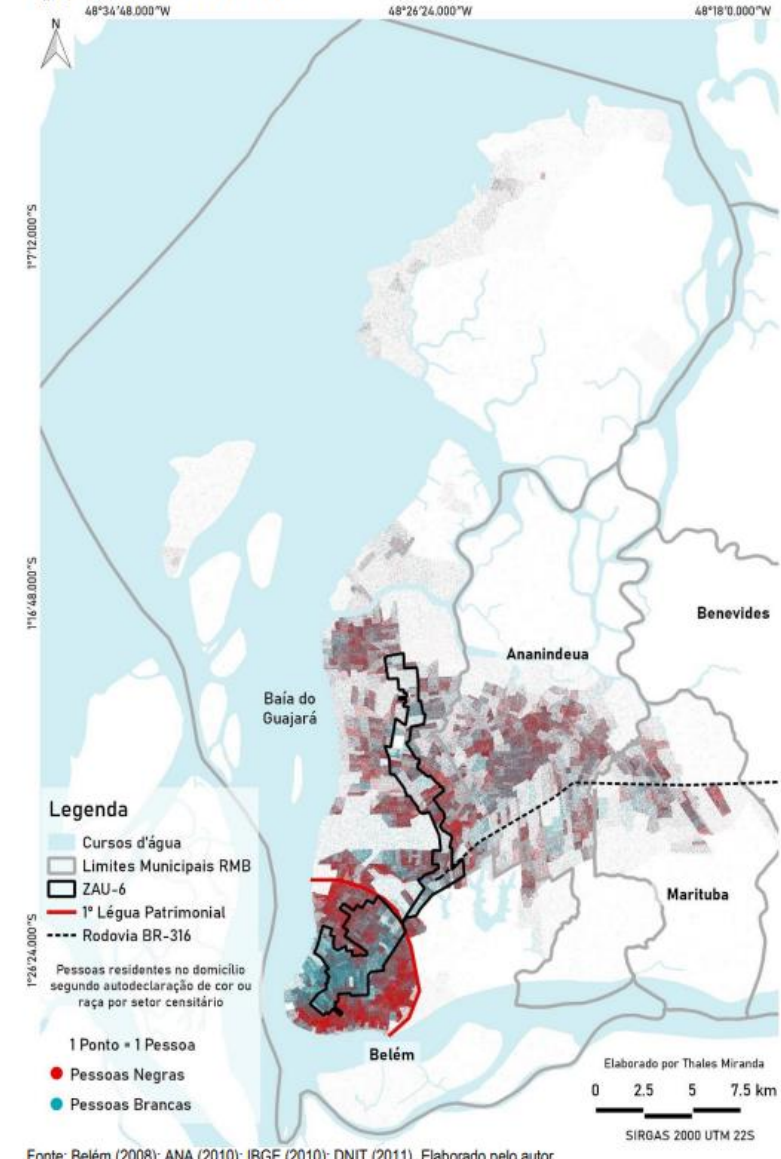 48°34'48.000"W 48°26'24.000"W 48°18'0.000"W
N
1°7'12.000"S
1°16'48.000"S
1°26'24.000"S
Benevides
Ananindeua
Baía do
Guajará
Marituba
Belém
Legenda
Cursos d'água
Limites Municipais RMB
ZAU-6
1º Légua Patrimonial
Rodovia BR-316
Pessoas residentes no domicílio
segundo autodeclaração de cor ou
raça por setor censitário
1 Ponto = 1 Pessoa
Pessoas Negras
Pessoas Brancas
Elaborado por Thales Miranda
0 2.5 5 7.5 km
SIRGAS 2000 UTM 22S
Fonte: Belém (2008); ANA (2010); IBGE (2010); DNIT (2011). Elaborado pelo autor.